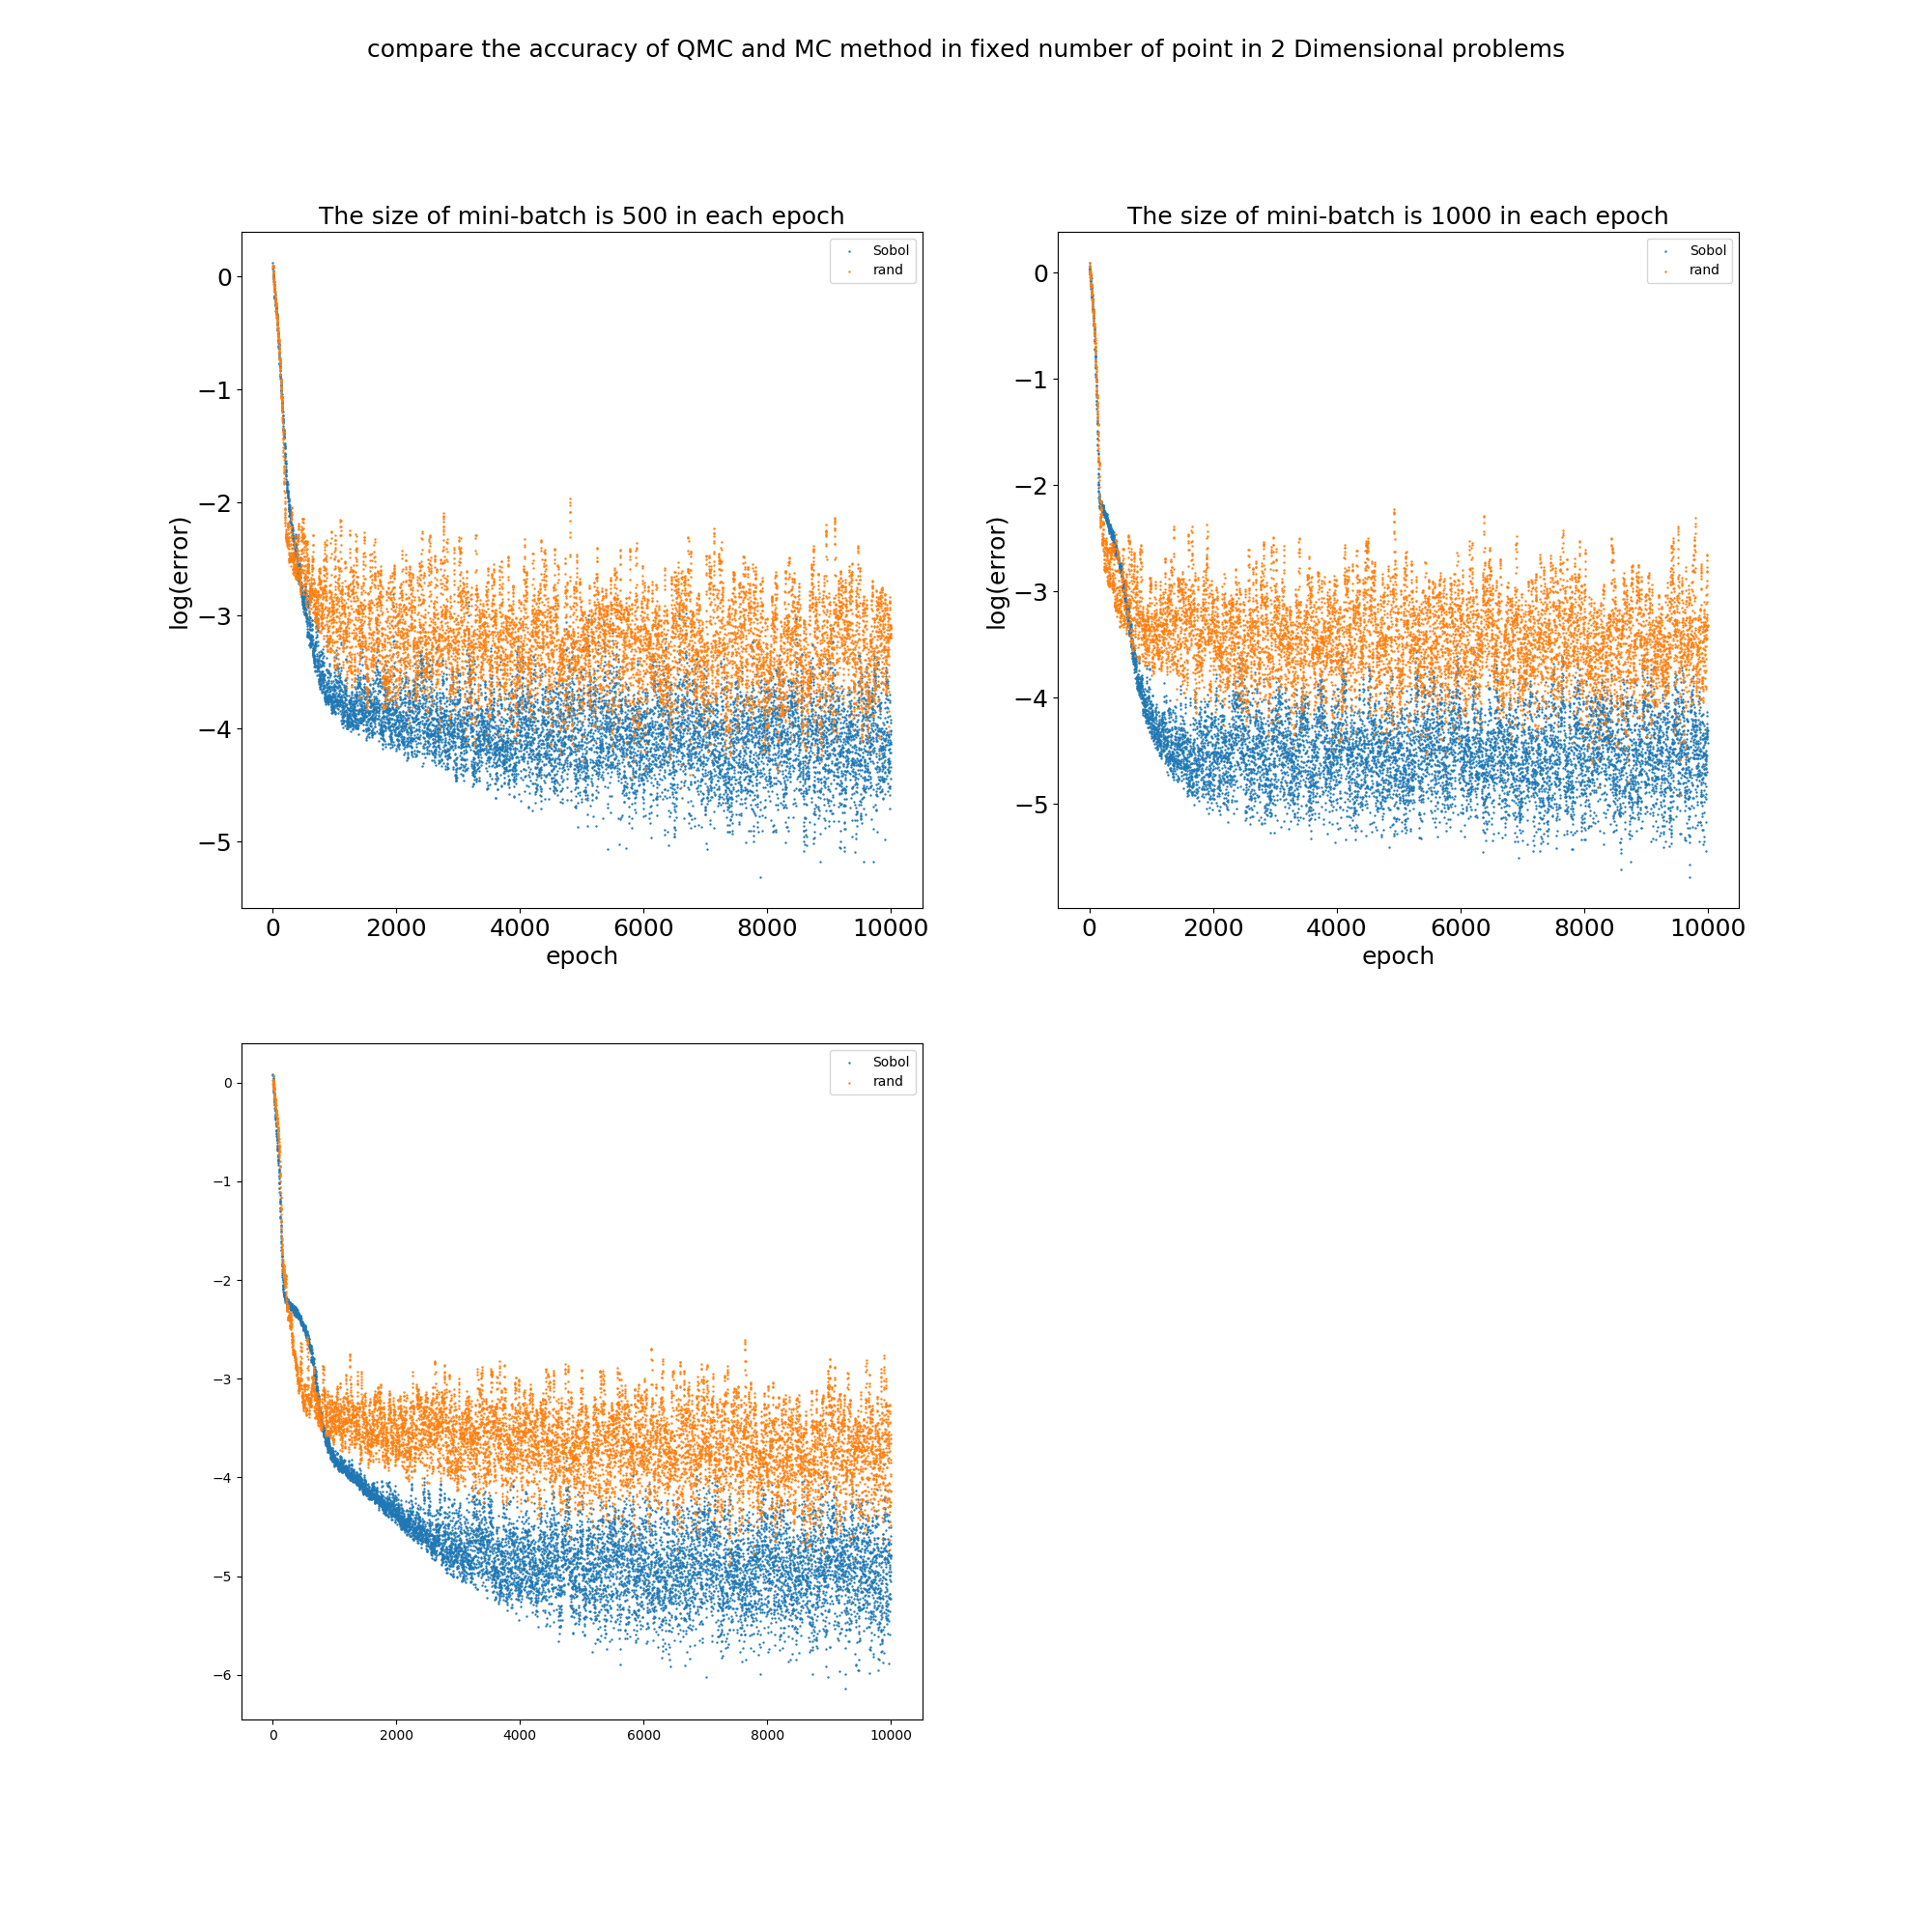 compare the accuracy of QMC and MC method in fixed number of point in 2 Dimensional problems
The size of mini-batch is 500 in each epoch
Sobol
rand
0
−1
−2
−3
−4
−5
log(error)
0 2000 4000 6000 8000 10000
epoch
The size of mini-batch is 1000 in each epoch
Sobol
rand
0
−1
−2
−3
−4
−5
log(error)
0 2000 4000 6000 8000 10000
epoch
Sobol
rand
0
−1
−2
−3
−4
−5
−6
0 2000 4000 6000 8000 10000